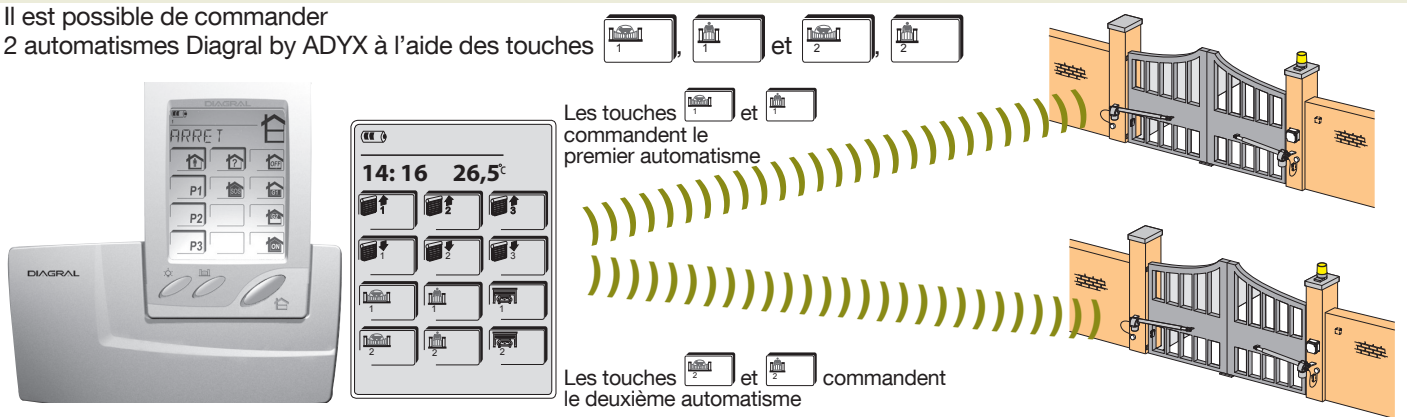 Il est possible de commander
2 automatismes Diagral by ADYX à l'aide des touches 1, 1 et 2, 2
DIAGRAL
1
ARRET
OFF
P1
P2
P3 ON
DIAGRAL
14: 16 26,5°c
1 2 3
1 2 3
1 1 1
2 2 2
Les touches 1 et 1
commandent le
premier automatisme
Les touches 2 et 2 commandent
le deuxième automatisme